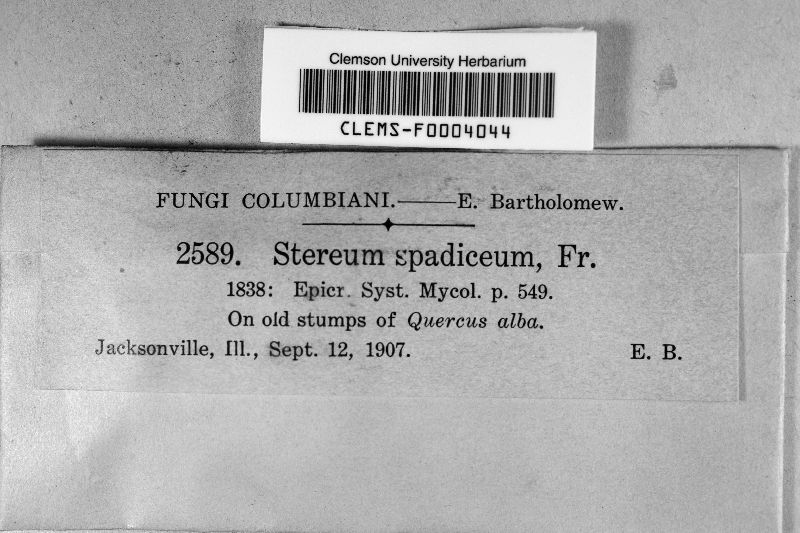 Clemson University Herbarium
CLEMS-F0004044
FUNGI COLUMBIANI.——E. Bartholomew.
2589. Stereum spadiceum, Fr.
1838: Epicr. Syst. Mycol. p. 549.
On old stumps of Quercus alba.
Jacksonville, Ill., Sept. 12, 1907. E. B.